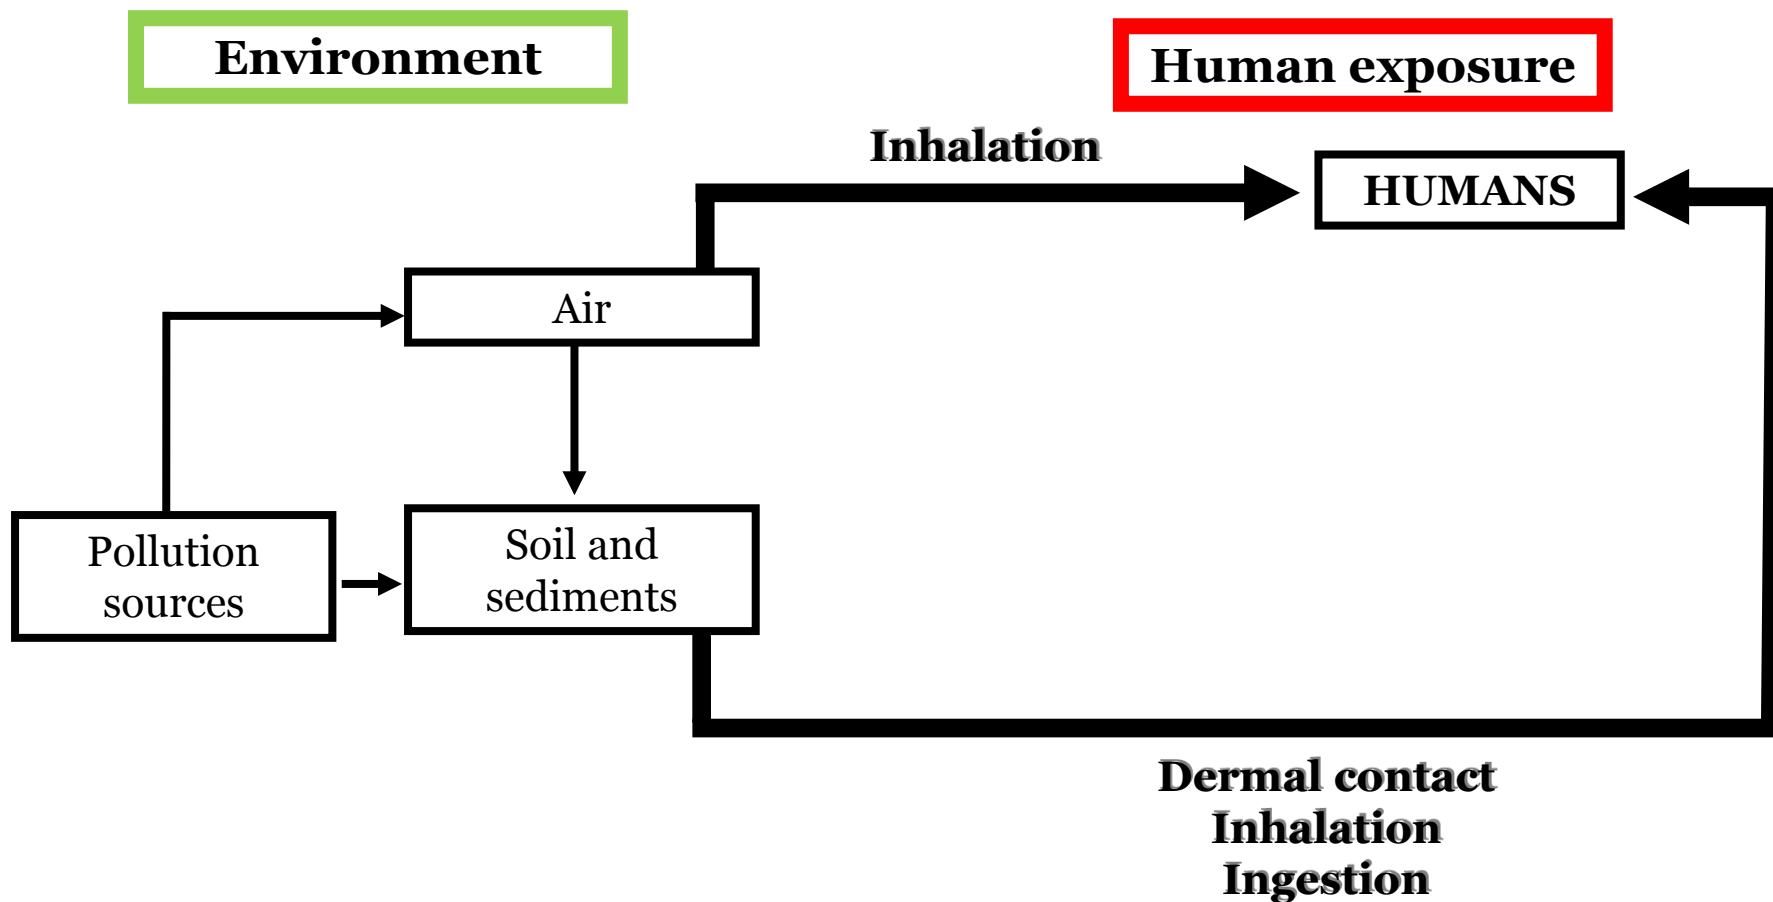 Environment
Human exposure
Inhalation
HUMANS
Air
Pollution
sources
Soil and
sediments
Dermal contact
Inhalation
Ingestion